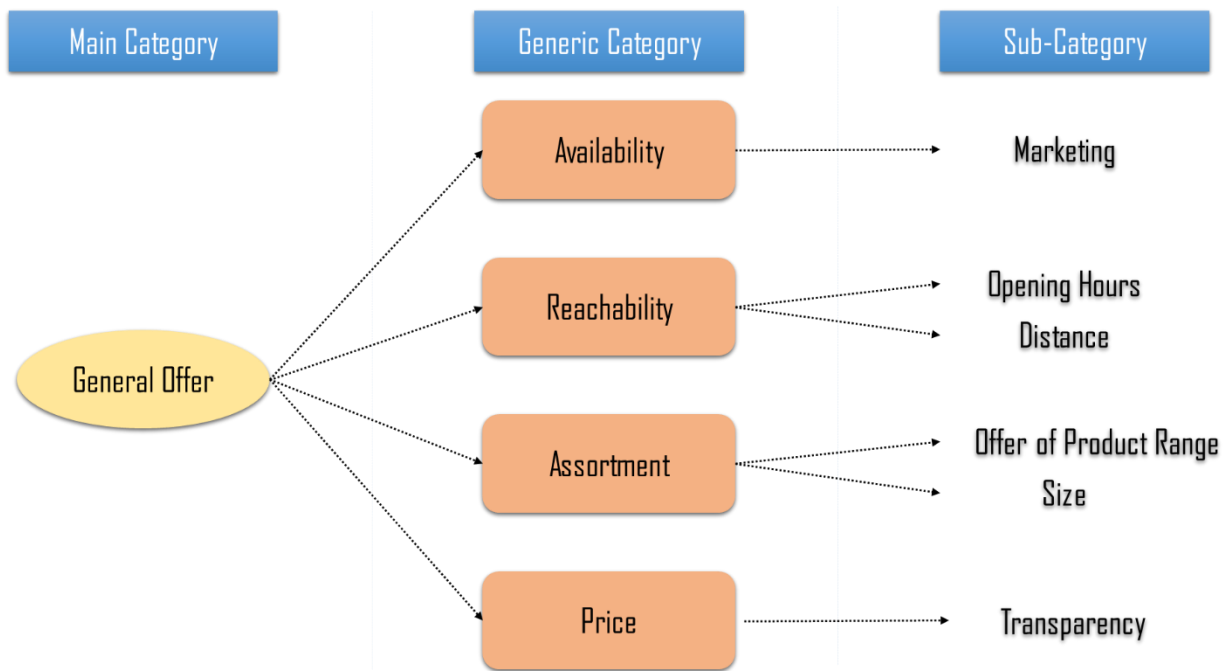 Main Category
Generic Category
Sub-Category
Availability
Marketing
Reachability
Opening Hours
Distance
General Offer
Assortment
Offer of Product Range
Size
Price
Transparency